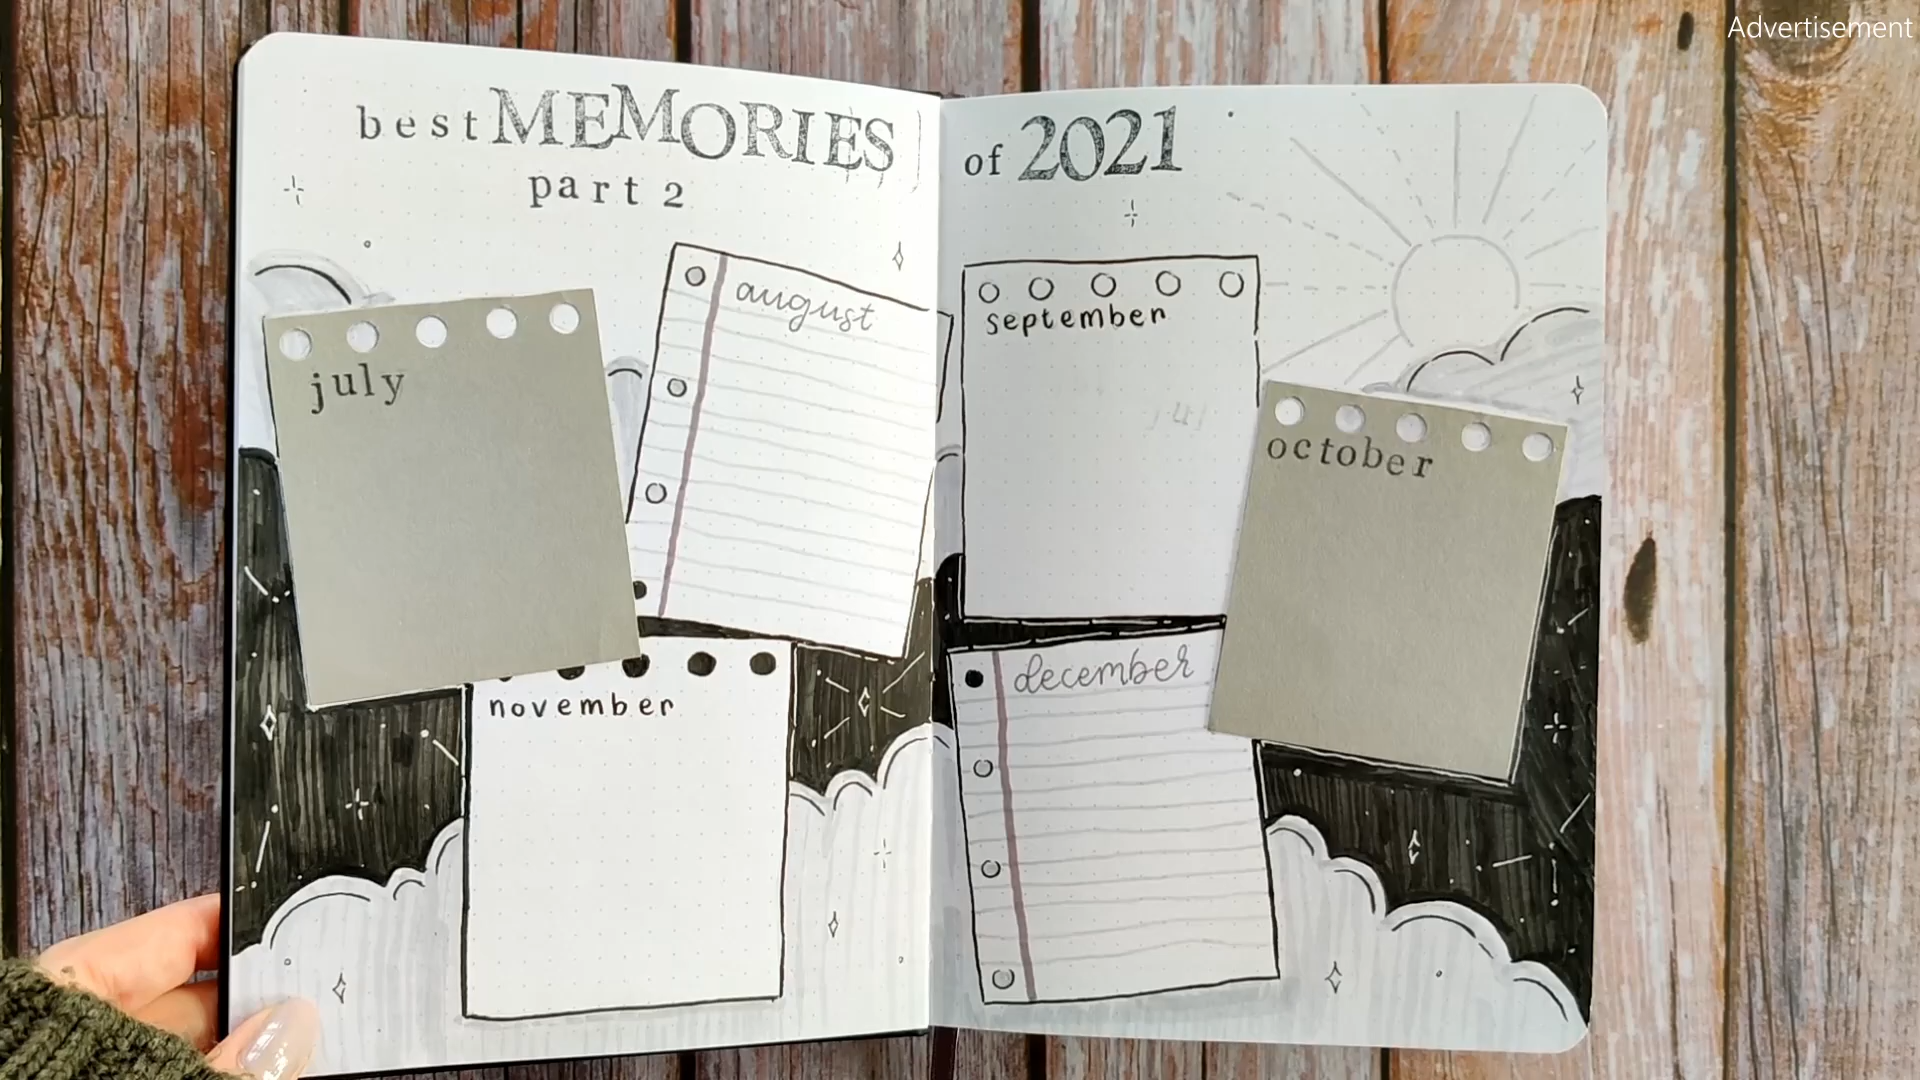 Advertisement
best MEMORIES of 2021
part 2
july
august
september
october
november
december